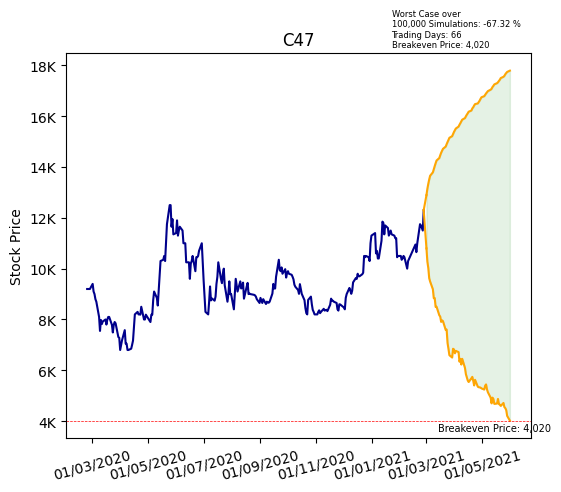 Worst Case over
100,000 Simulations: -67.32 %
Trading Days: 66
Breakeven Price: 4,020
C47
Stock Price
18K
16K
14K
12K
10K
8K
6K
4K
Breakeven Price: 4,020
01/03/2020
01/05/2020
01/07/2020
01/09/2020
01/11/2020
01/01/2021
01/03/2021
01/05/2021